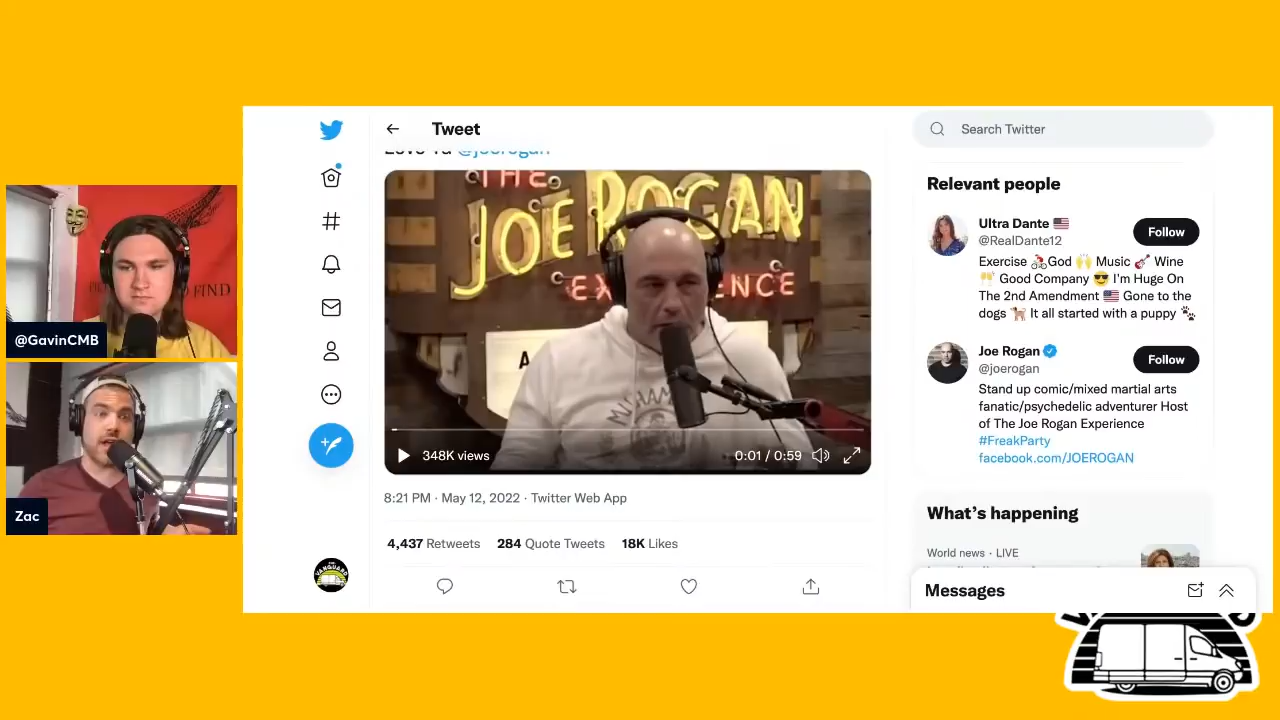 Tweet
@joerogan
THE
JOE ROGAN
0:01 / 0:59
348K views
8:21 PM · May 12, 2022 · Twitter Web App
4,437 Retweets 284 Quote Tweets 18K Likes
Search Twitter
Relevant people
Ultra Dante 🇺🇸
@RealDante12
Follow
Exercise 🚴God 🙌 Music 🎸 Wine
🥂 Good Company 😎 I'm Huge On
The 2nd Amendment 🇺🇸 Gone to the
dogs 🐕 It all started with a puppy 🐾
Joe Rogan
@joerogan
Follow
Stand up comic/mixed martial arts
fanatic/psychedelic adventurer Host
of The Joe Rogan Experience
#FreakParty
facebook.com/JOEROGAN
What's happening
World news · LIVE
Messages
@GavinCMB
FIND
Zac
VANGUARD